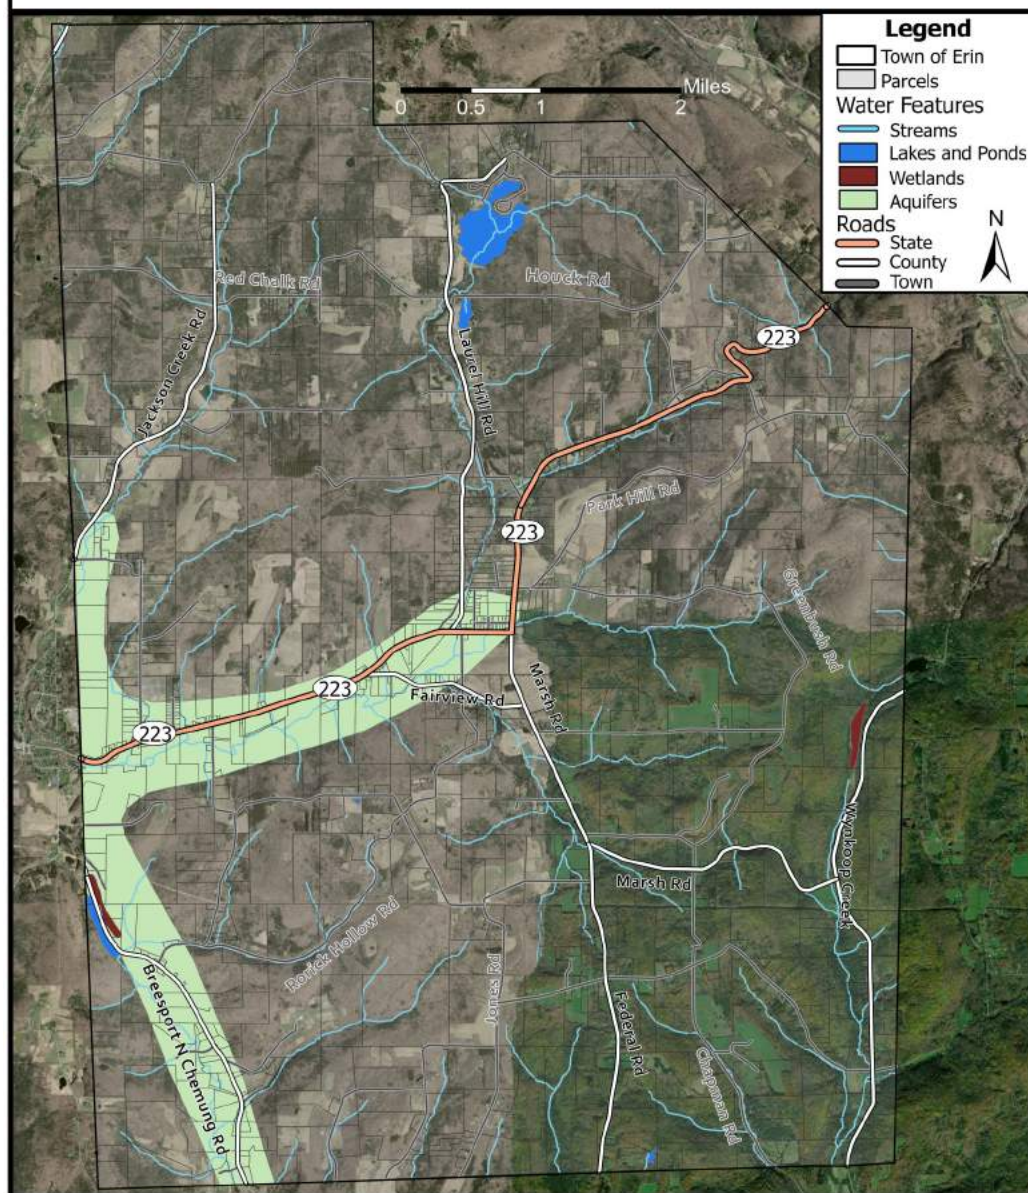 Legend
Town of Erin
Parcels
Water Features
Streams
Lakes and Ponds
Wetlands
Aquifers
Roads
State
County
Town
N
Miles
0 0.5 1 2
Red Chalk Rd
Houck Rd
223
Jackson Creek Rd
Laurel Hill Rd
Park Hill Rd
223
Greenbush Rd
223
Fairview Rd
Marsh Rd
223
Wynkoop Creek
Marsh Rd
Rorick Hollow Rd
Jones Rd
Breesport N Chemung Rd
Federal Rd
Chapman Rd